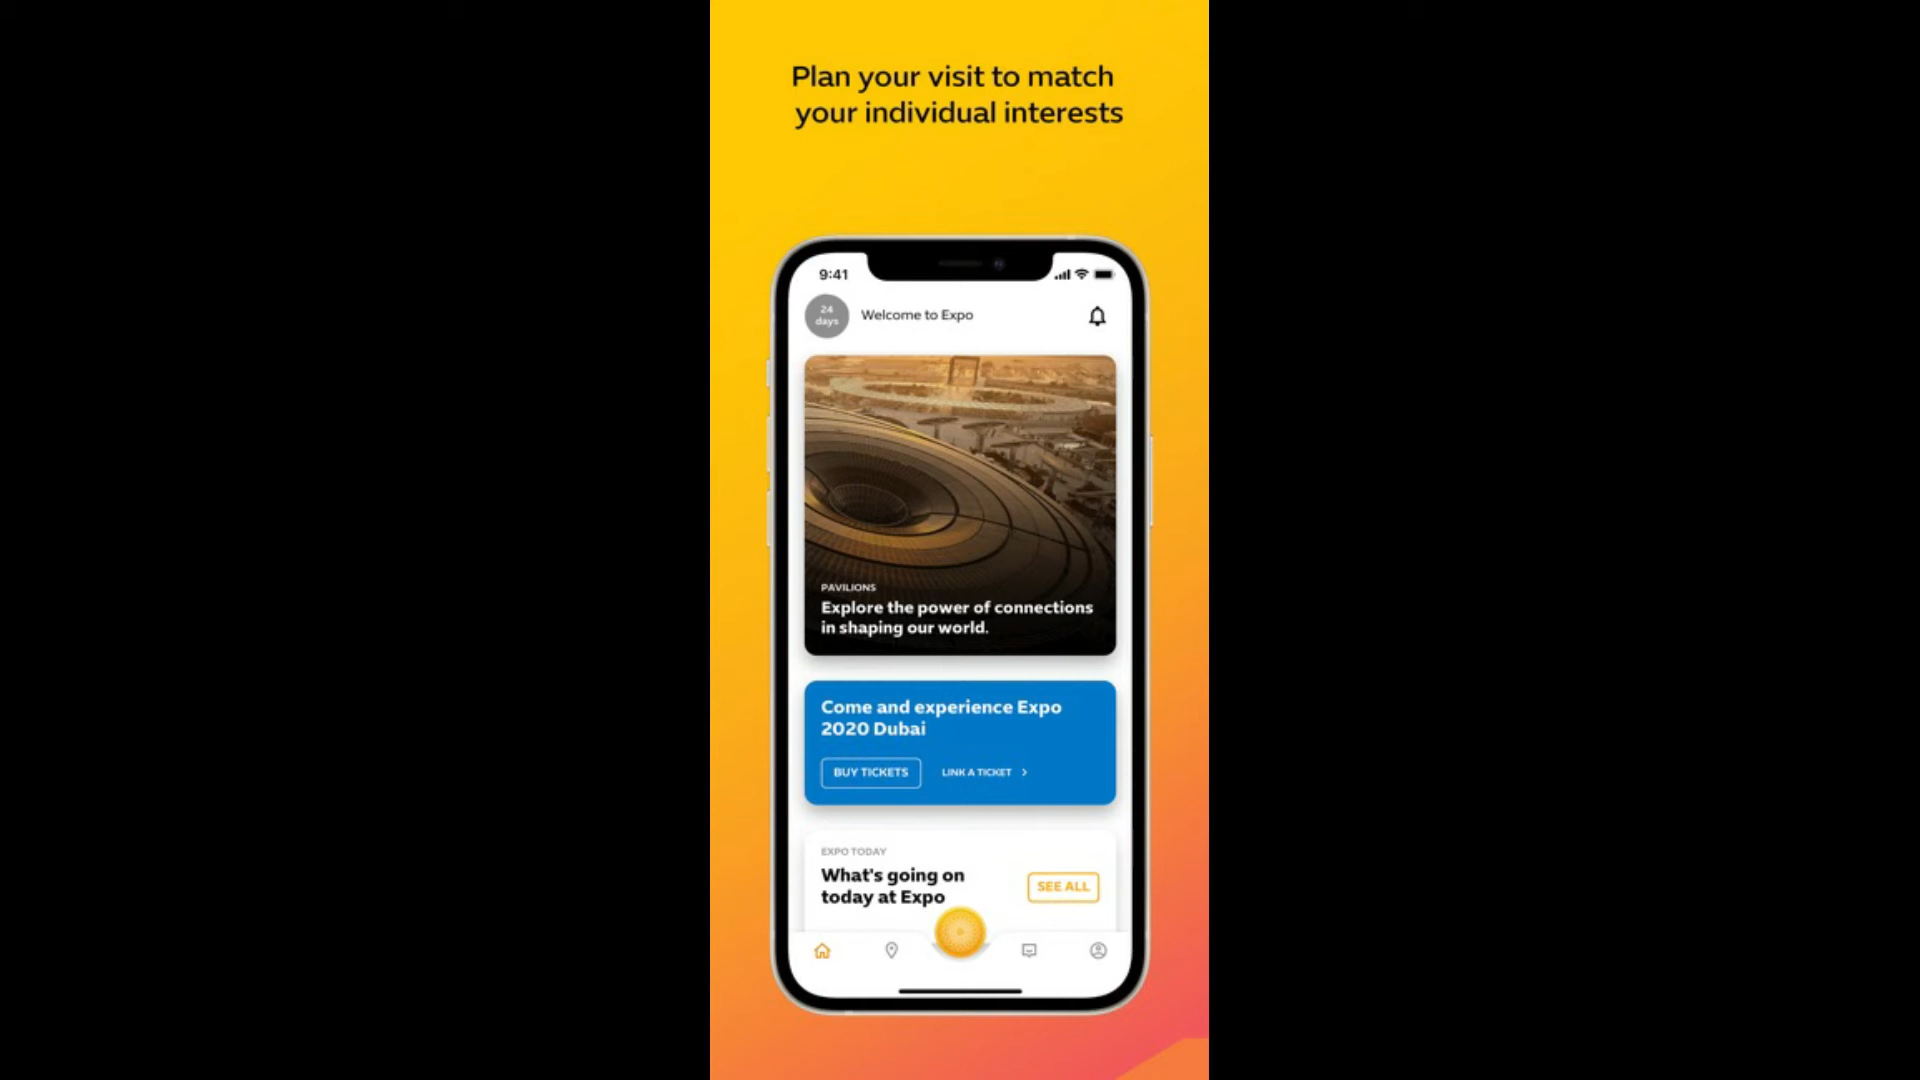 Plan your visit to match
your individual interests
9:41
24
days
Welcome to Expo
PAVILIONS
Explore the power of connections
in shaping our world.
Come and experience Expo
2020 Dubai
BUY TICKETS
LINK A TICKET
EXPO TODAY
What's going on
today at Expo
SEE ALL